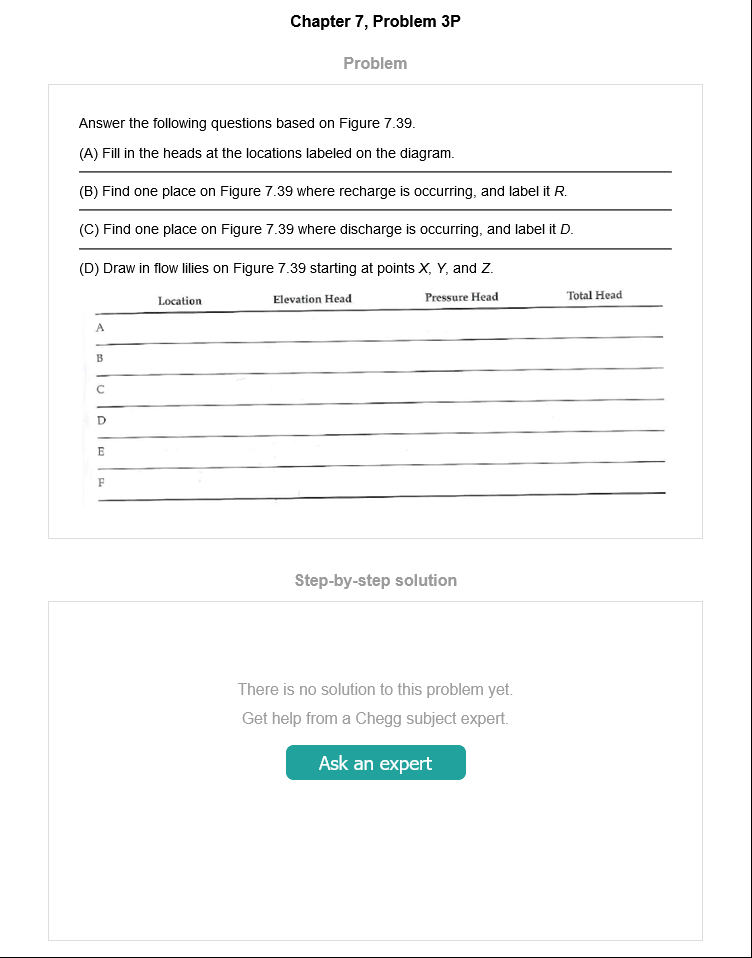 Chapter 7, Problem 3P
Problem
Answer the following questions based on Figure 7.39.
(A) Fill in the heads at the locations labeled on the diagram.
(B) Find one place on Figure 7.39 where recharge is occurring, and label it R.
(C) Find one place on Figure 7.39 where discharge is occurring, and label it D.
(D) Draw in flow lilies on Figure 7.39 starting at points X, Y, and Z.
Location Elevation Head Pressure Head Total Head
A
B
C
D
E
F
Step-by-step solution
There is no solution to this problem yet.
Get help from a Chegg subject expert.
Ask an expert